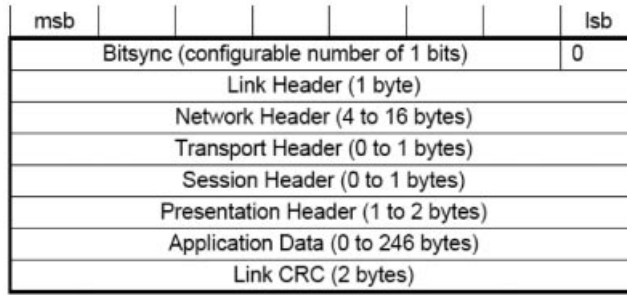 msb lsb
Bitsync (configurable number of 1 bits) 0
Link Header (1 byte)
Network Header (4 to 16 bytes)
Transport Header (0 to 1 bytes)
Session Header (0 to 1 bytes)
Presentation Header (1 to 2 bytes)
Application Data (0 to 246 bytes)
Link CRC (2 bytes)